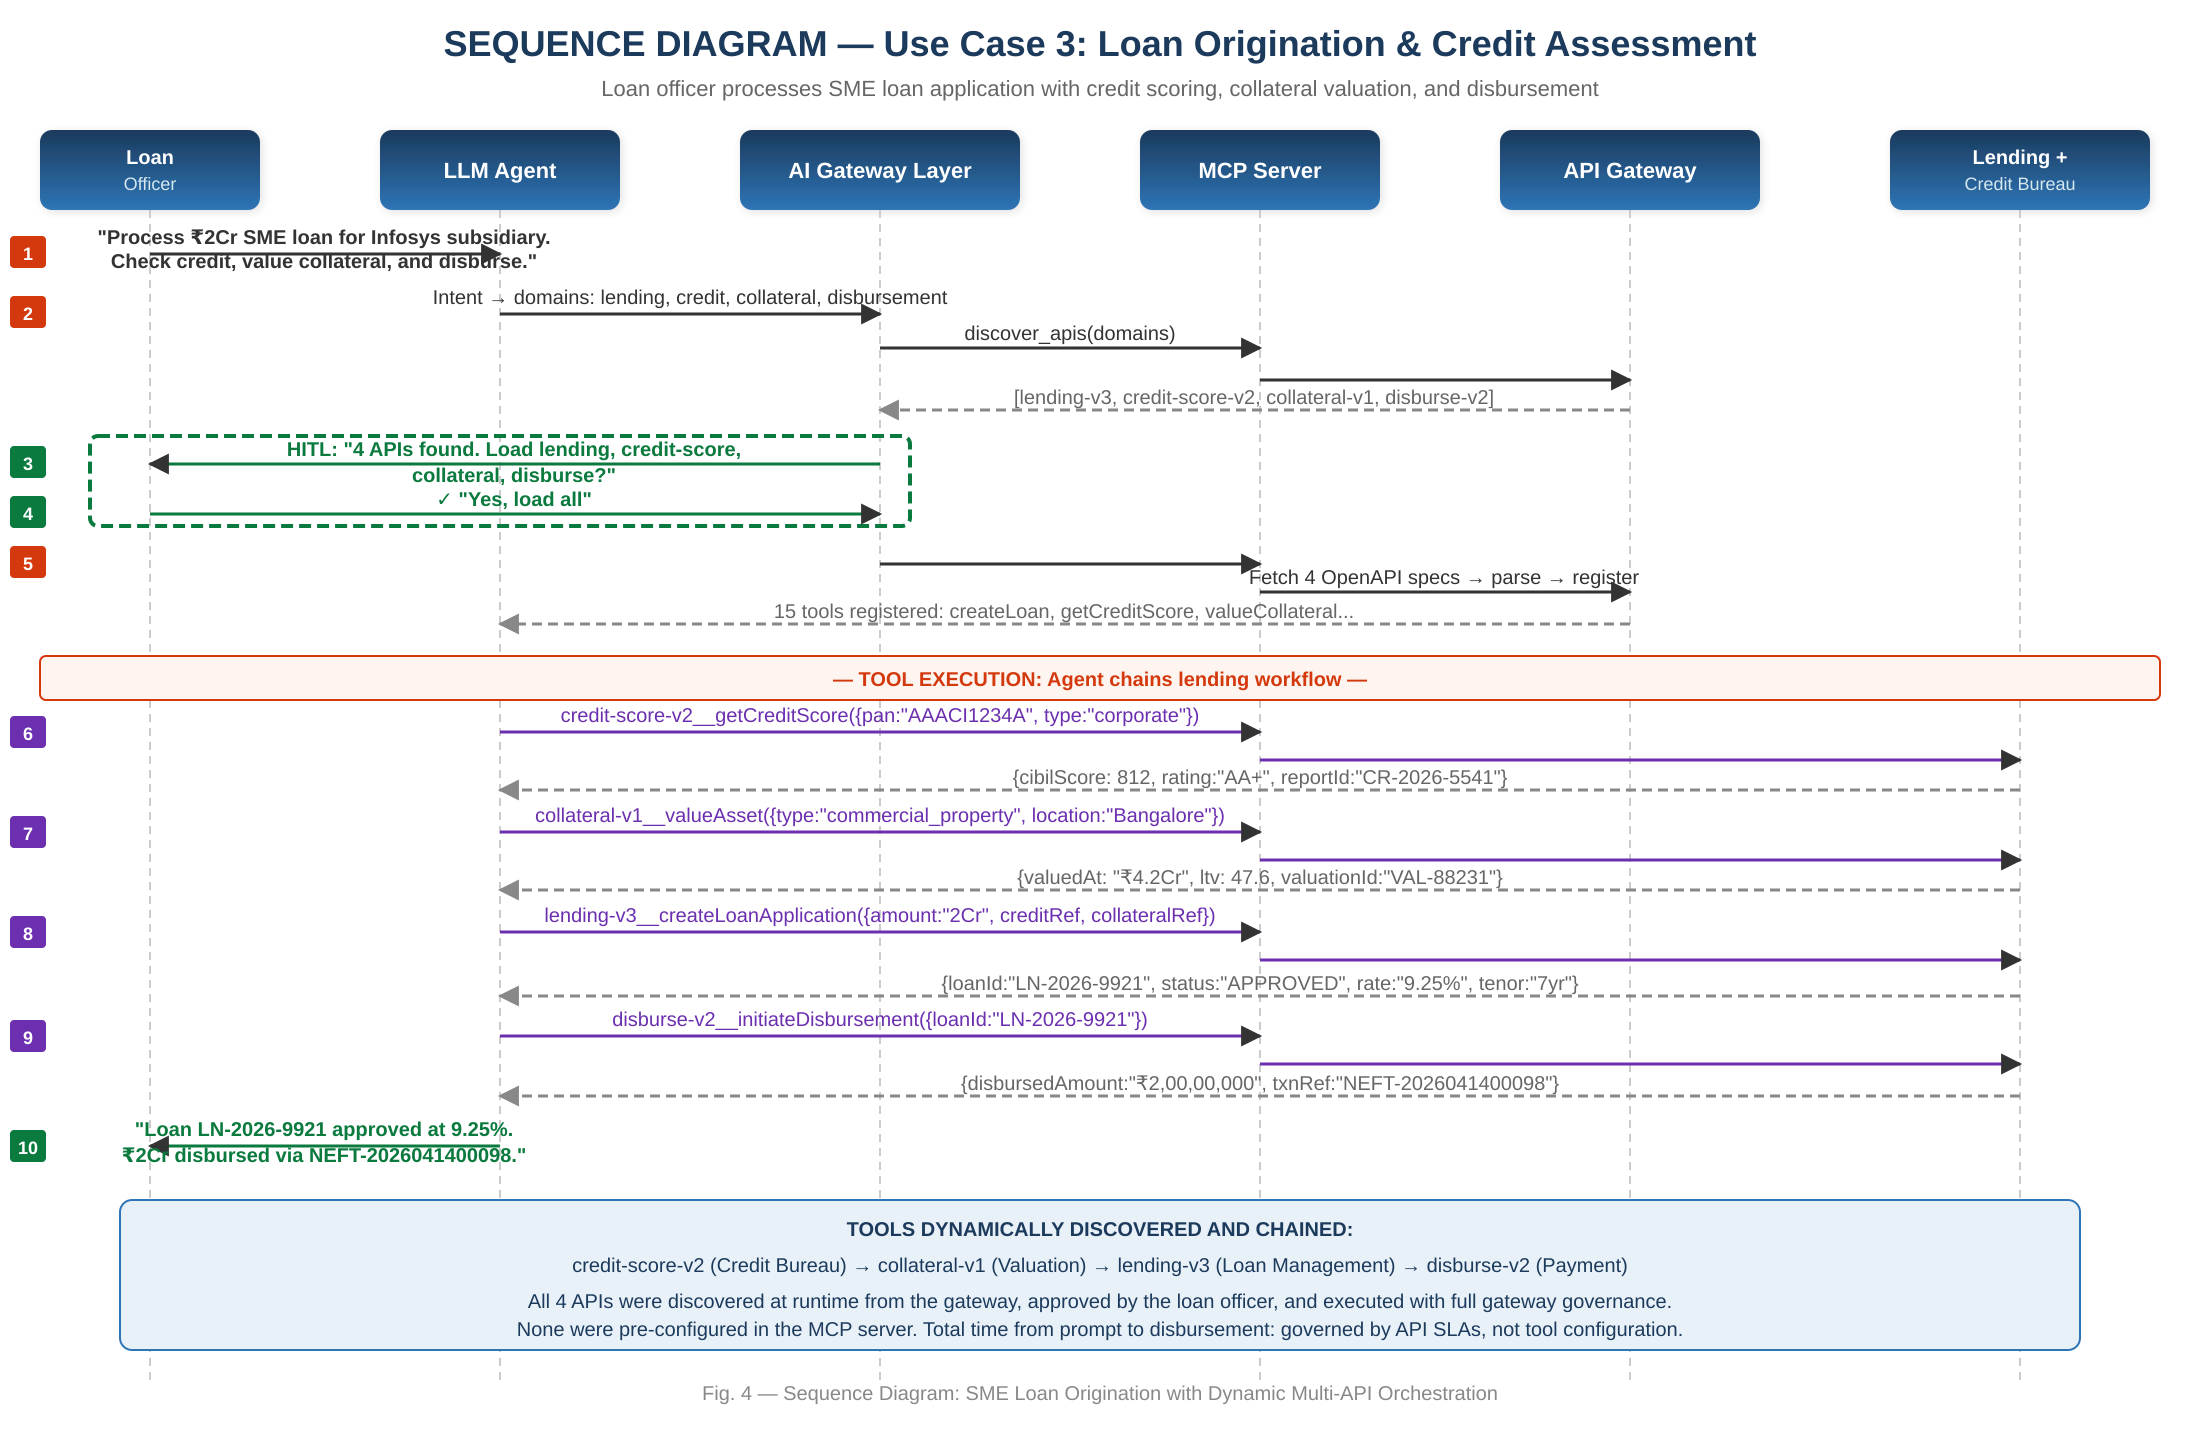 SEQUENCE DIAGRAM — Use Case 3: Loan Origination & Credit Assessment
Loan officer processes SME loan application with credit scoring, collateral valuation, and disbursement
Loan
Officer
LLM Agent
AI Gateway Layer
MCP Server
API Gateway
Lending +
Credit Bureau
1
"Process ₹2Cr SME loan for Infosys subsidiary.
Check credit, value collateral, and disburse."
2
Intent → domains: lending, credit, collateral, disbursement
discover_apis(domains)
[lending-v3, credit-score-v2, collateral-v1, disburse-v2]
3
HITL: "4 APIs found. Load lending, credit-score,
collateral, disburse?"
4
✓ "Yes, load all"
5
Fetch 4 OpenAPI specs → parse → register
15 tools registered: createLoan, getCreditScore, valueCollateral...
— TOOL EXECUTION: Agent chains lending workflow —
6
credit-score-v2__getCreditScore({pan:"AAACI1234A", type:"corporate"})
{cibilScore: 812, rating:"AA+", reportId:"CR-2026-5541"}
7
collateral-v1__valueAsset({type:"commercial_property", location:"Bangalore"})
{valuedAt: "₹4.2Cr", ltv: 47.6, valuationId:"VAL-88231"}
8
lending-v3__createLoanApplication({amount:"2Cr", creditRef, collateralRef})
{loanId:"LN-2026-9921", status:"APPROVED", rate:"9.25%", tenor:"7yr"}
9
disburse-v2__initiateDisbursement({loanId:"LN-2026-9921"})
{disbursedAmount:"₹2,00,00,000", txnRef:"NEFT-2026041400098"}
10
"Loan LN-2026-9921 approved at 9.25%.
₹2Cr disbursed via NEFT-2026041400098."
TOOLS DYNAMICALLY DISCOVERED AND CHAINED:
credit-score-v2 (Credit Bureau) → collateral-v1 (Valuation) → lending-v3 (Loan Management) → disburse-v2 (Payment)
All 4 APIs were discovered at runtime from the gateway, approved by the loan officer, and executed with full gateway governance.
None were pre-configured in the MCP server. Total time from prompt to disbursement: governed by API SLAs, not tool configuration.
Fig. 4 — Sequence Diagram: SME Loan Origination with Dynamic Multi-API Orchestration